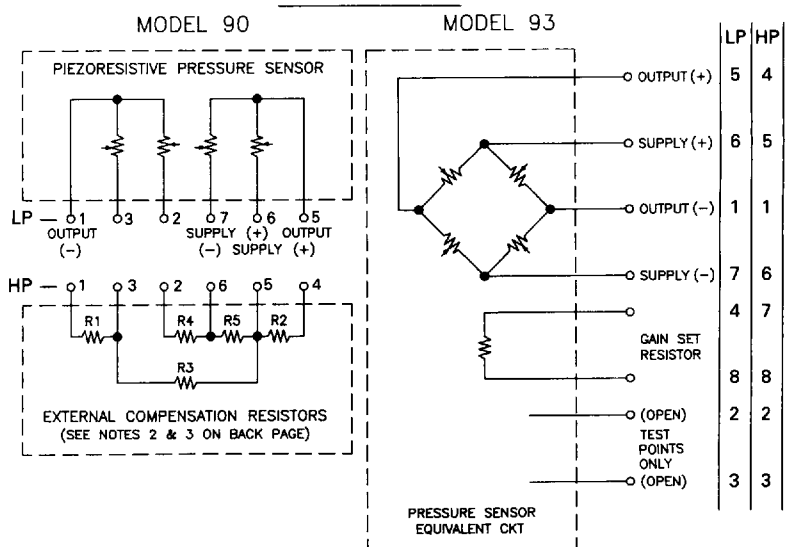 MODEL 90
PIEZORESISTIVE PRESSURE SENSOR
LP — 1 3 2 7 6 5
OUTPUT SUPPLY (+) OUTPUT
(−) (−) SUPPLY (+)
HP — 1 3 2 6 5 4
R1 R4 R5 R2
R3
EXTERNAL COMPENSATION RESISTORS
(SEE NOTES 2 & 3 ON BACK PAGE)
MODEL 93
LP HP
OUTPUT (+) 5 4
SUPPLY (+) 6 5
OUTPUT (−) 1 1
SUPPLY (−) 7 6
4 7
GAIN SET
RESISTOR
8 8
(OPEN) 2 2
TEST
POINTS
ONLY
(OPEN) 3 3
PRESSURE SENSOR
EQUIVALENT CKT